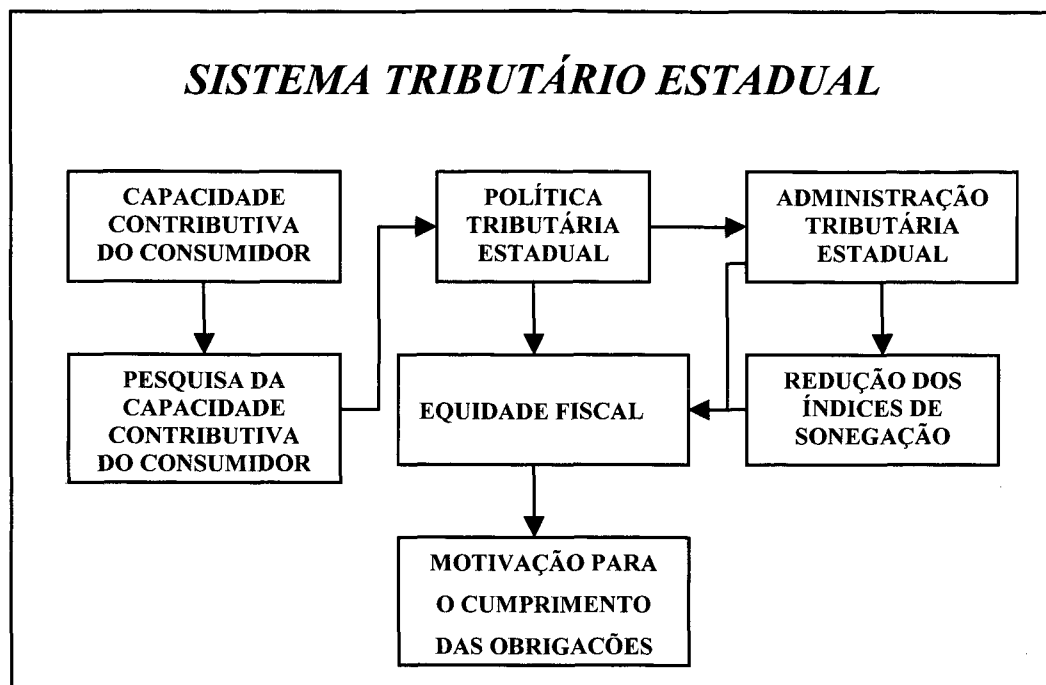 SISTEMA TRIBUTÁRIO ESTADUAL
CAPACIDADE
CONTRIBUTIVA
DO CONSUMIDOR
POLÍTICA
TRIBUTÁRIA
ESTADUAL
ADMINISTRAÇÃO
TRIBUTÁRIA
ESTADUAL
PESQUISA DA
CAPACIDADE
CONTRIBUTIVA
DO CONSUMIDOR
EQUIDADE FISCAL
REDUÇÃO DOS
ÍNDICES DE
SONEGAÇÃO
MOTIVAÇÃO PARA
O CUMPRIMENTO
DAS OBRIGACÕES